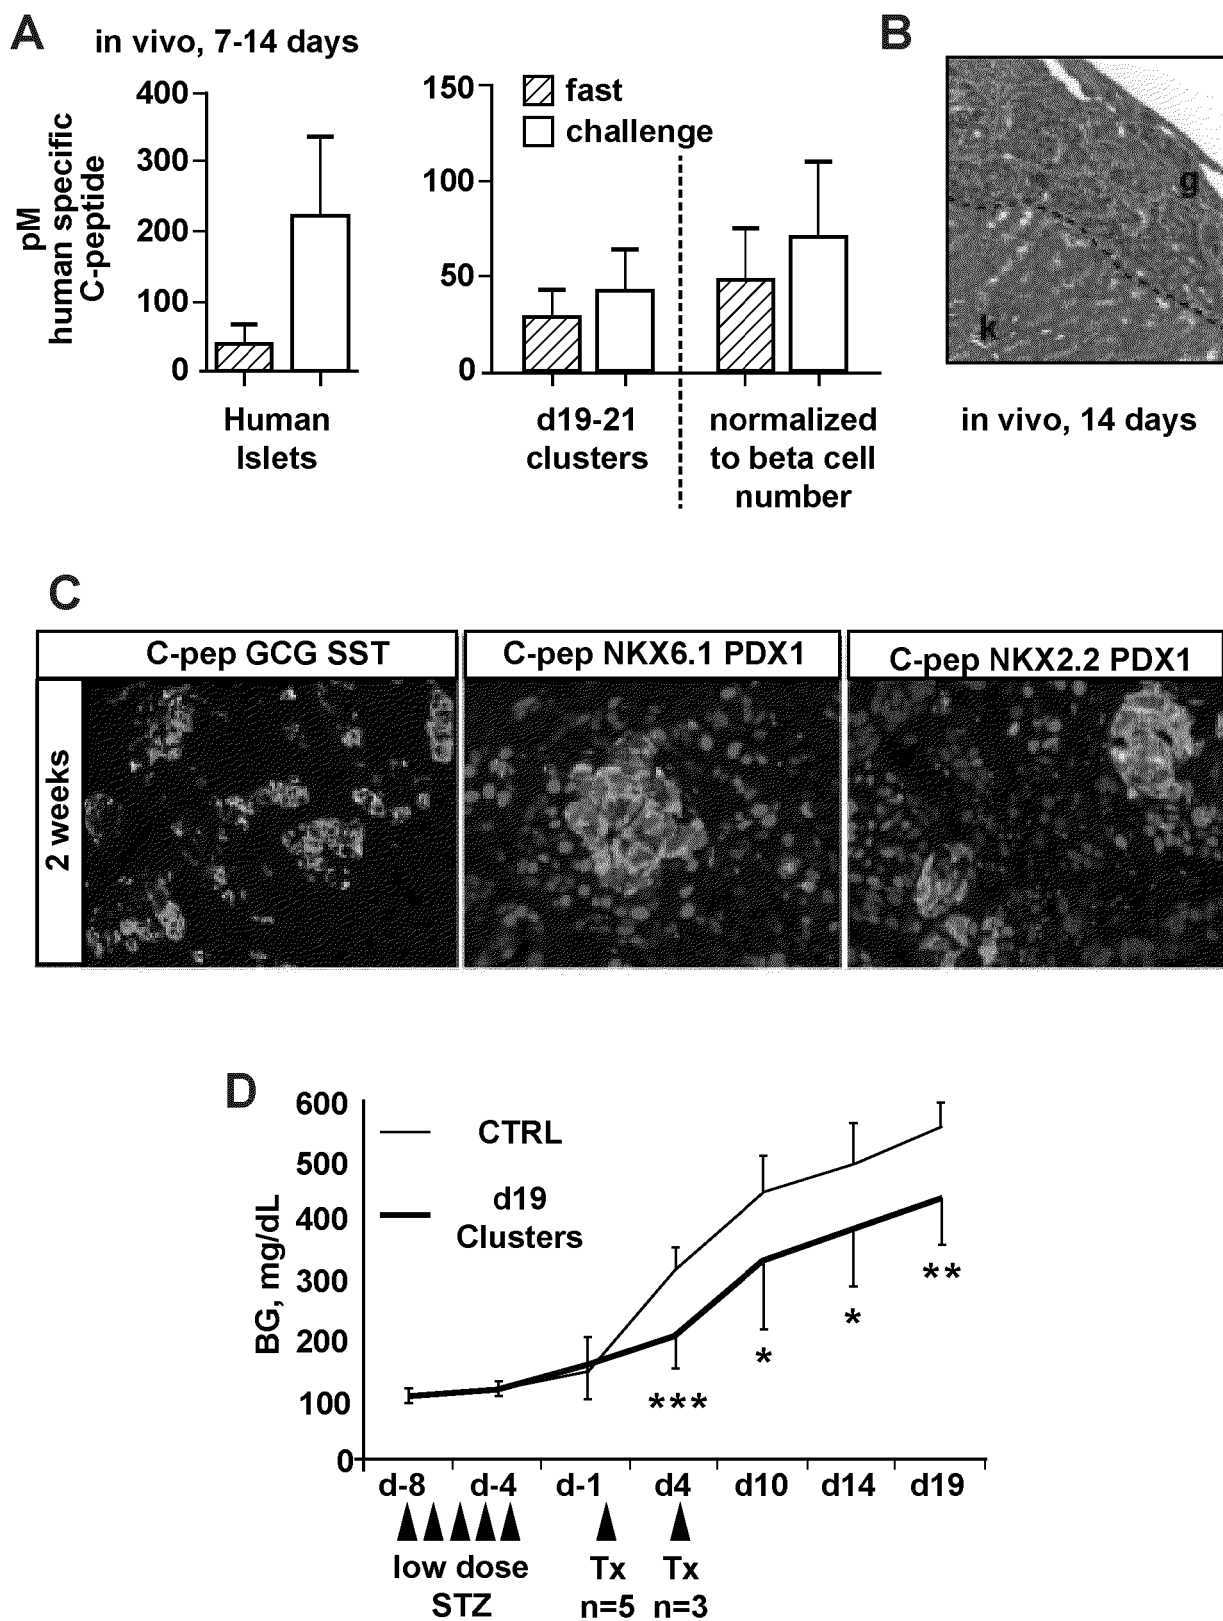 A
in vivo, 7-14 days
pM
human specific
C-peptide
400
300
200
100
0
Human
Islets
150
100
50
0
fast
challenge
d19-21
clusters
normalized
to beta cell
number
B
g
k
in vivo, 14 days
C
C-pep GCG SST
C-pep NKX6.1 PDX1
C-pep NKX2.2 PDX1
2 weeks
D
BG, mg/dL
600
500
400
300
200
100
0
CTRL
d19
Clusters
***
*
*
**
d-8 d-4 d-1 d4 d10 d14 d19
low dose
STZ
Tx
n=5
Tx
n=3